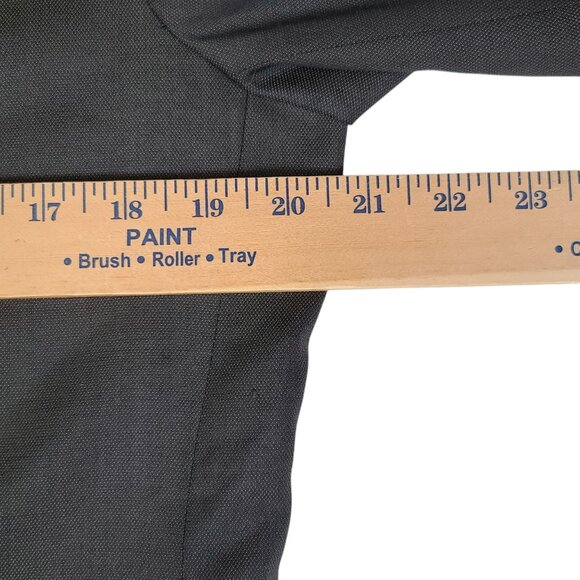 17 18 19 20 21 22 23
PAINT
• Brush • Roller • Tray •